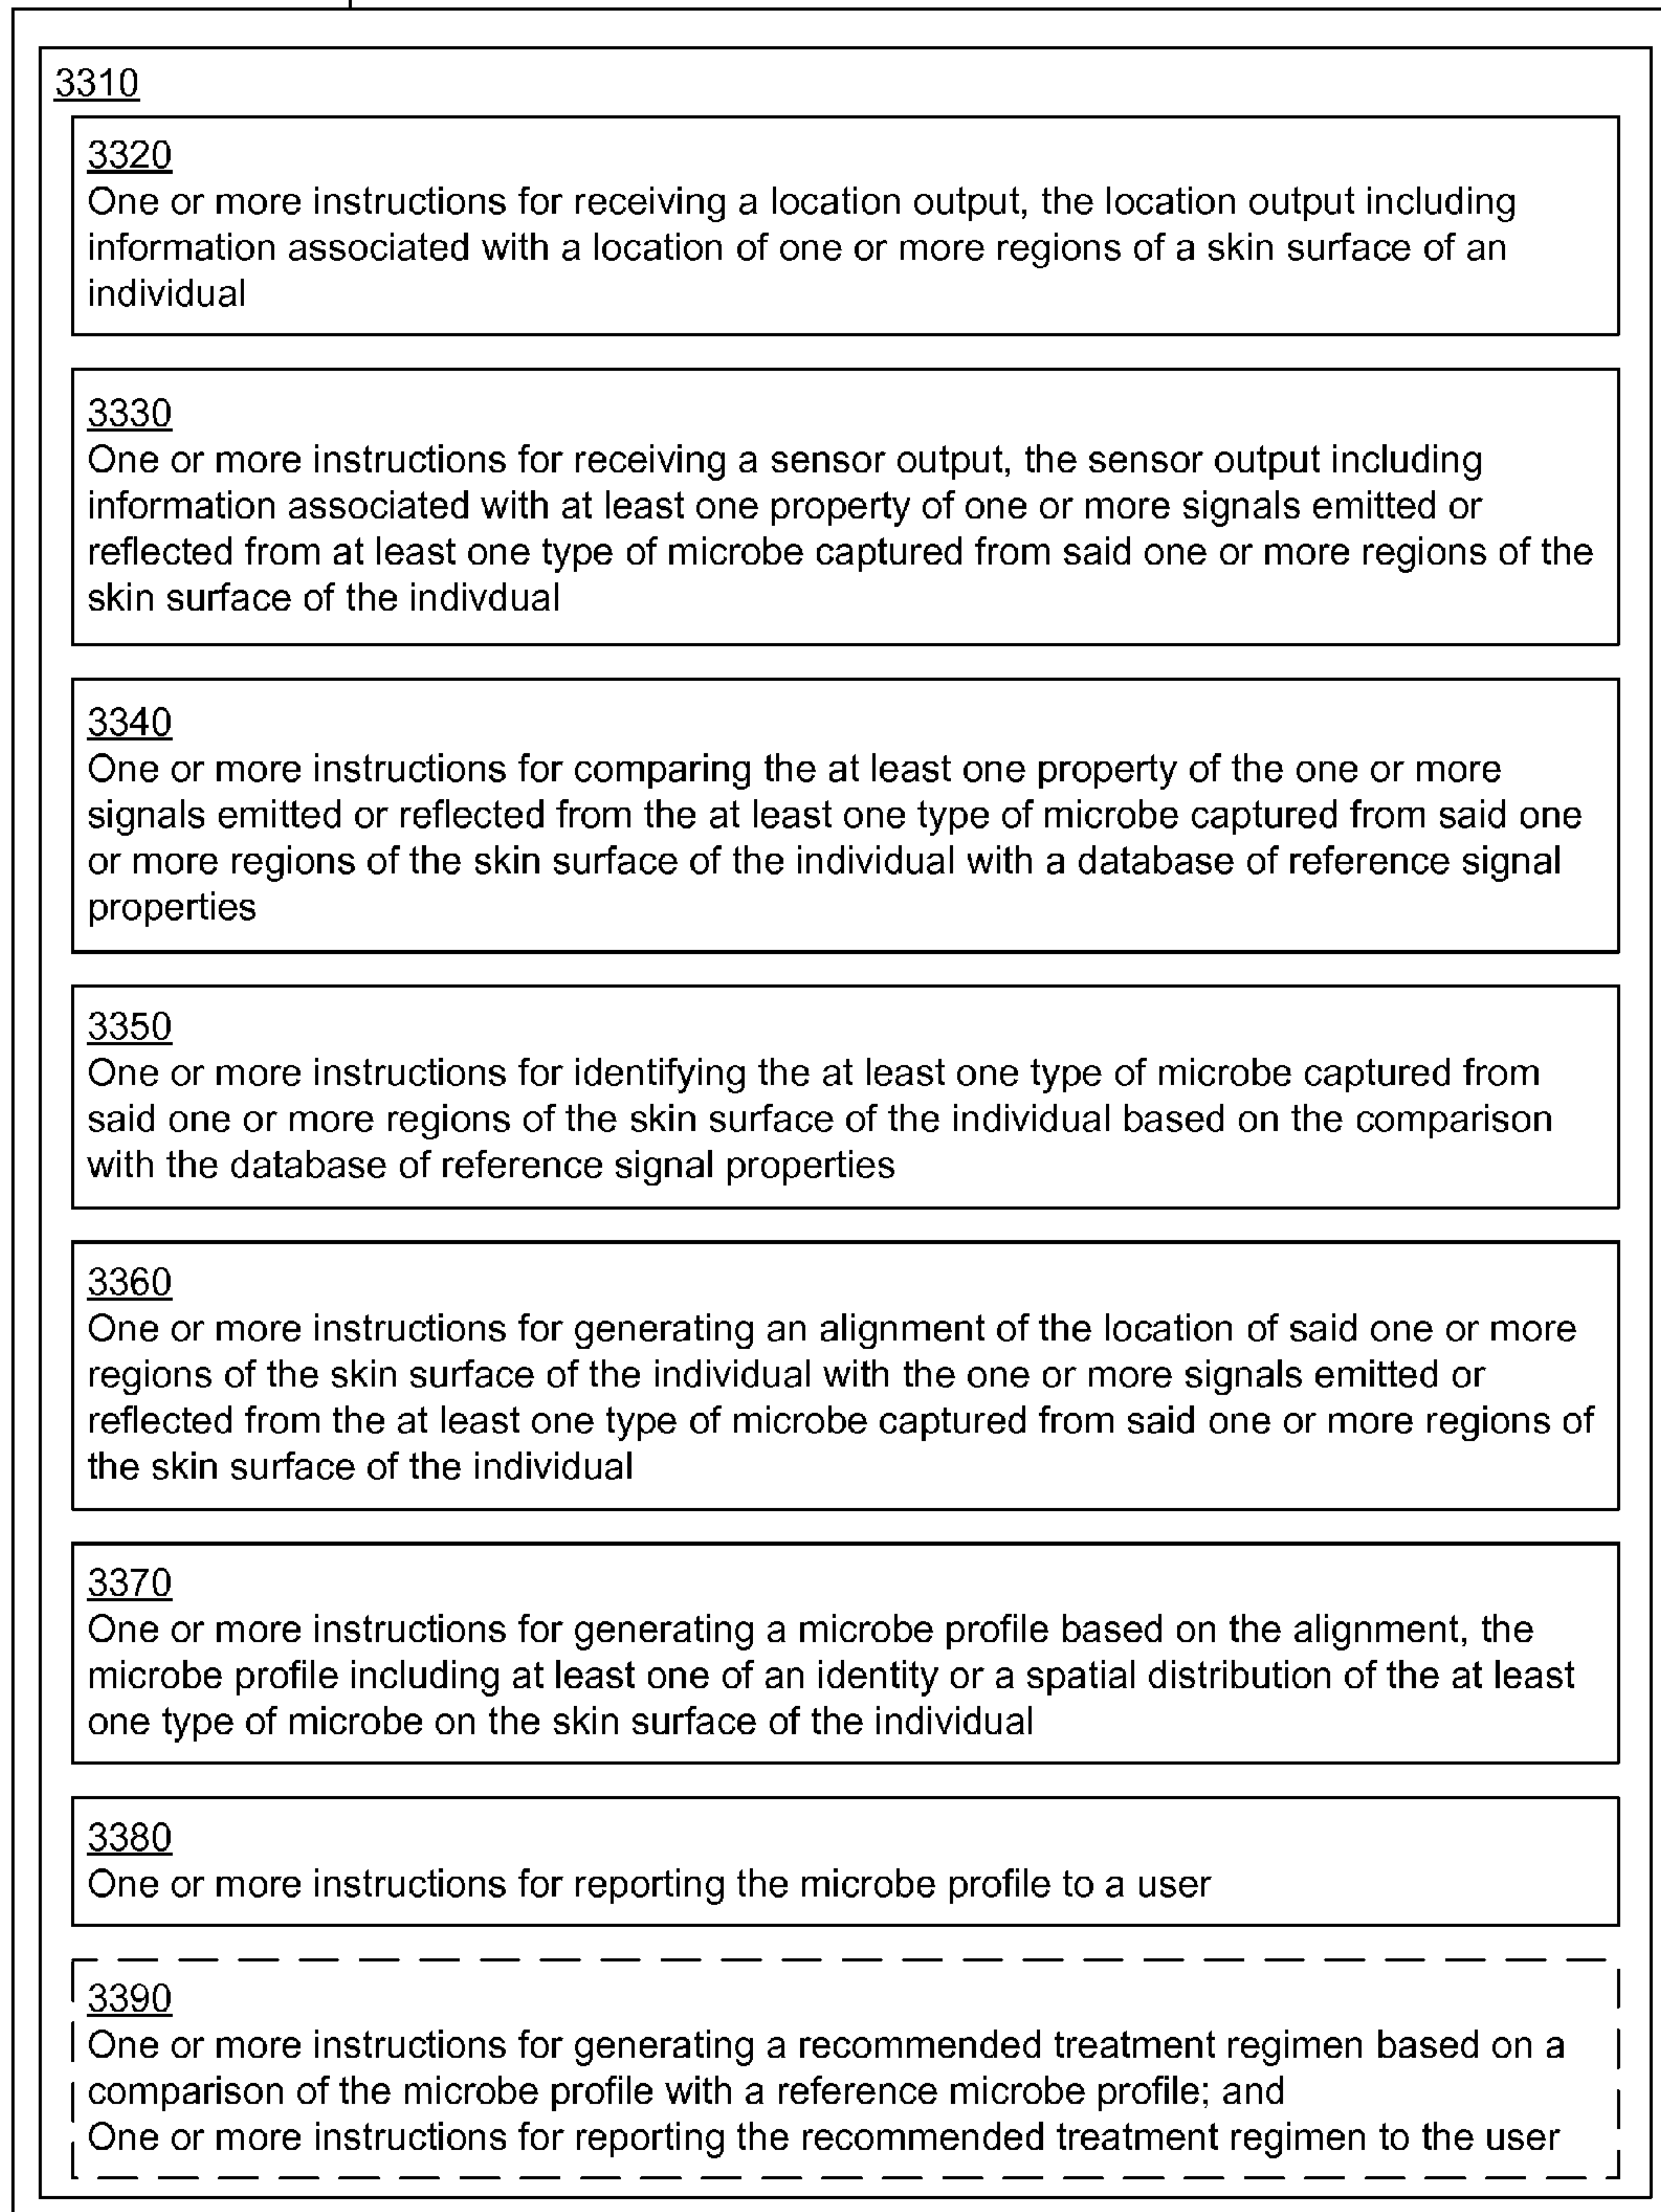 3310
3320
One or more instructions for receiving a location output, the location output including
information associated with a location of one or more regions of a skin surface of an
individual
3330
One or more instructions for receiving a sensor output, the sensor output including
information associated with at least one property of one or more signals emitted or
reflected from at least one type of microbe captured from said one or more regions of the
skin surface of the indivdual
3340
One or more instructions for comparing the at least one property of the one or more
signals emitted or reflected from the at least one type of microbe captured from said one
or more regions of the skin surface of the individual with a database of reference signal
properties
3350
One or more instructions for identifying the at least one type of microbe captured from
said one or more regions of the skin surface of the individual based on the comparison
with the database of reference signal properties
3360
One or more instructions for generating an alignment of the location of said one or more
regions of the skin surface of the individual with the one or more signals emitted or
reflected from the at least one type of microbe captured from said one or more regions of
the skin surface of the individual
3370
One or more instructions for generating a microbe profile based on the alignment, the
microbe profile including at least one of an identity or a spatial distribution of the at least
one type of microbe on the skin surface of the individual
3380
One or more instructions for reporting the microbe profile to a user
3390
One or more instructions for generating a recommended treatment regimen based on a
comparison of the microbe profile with a reference microbe profile; and
One or more instructions for reporting the recommended treatment regimen to the user